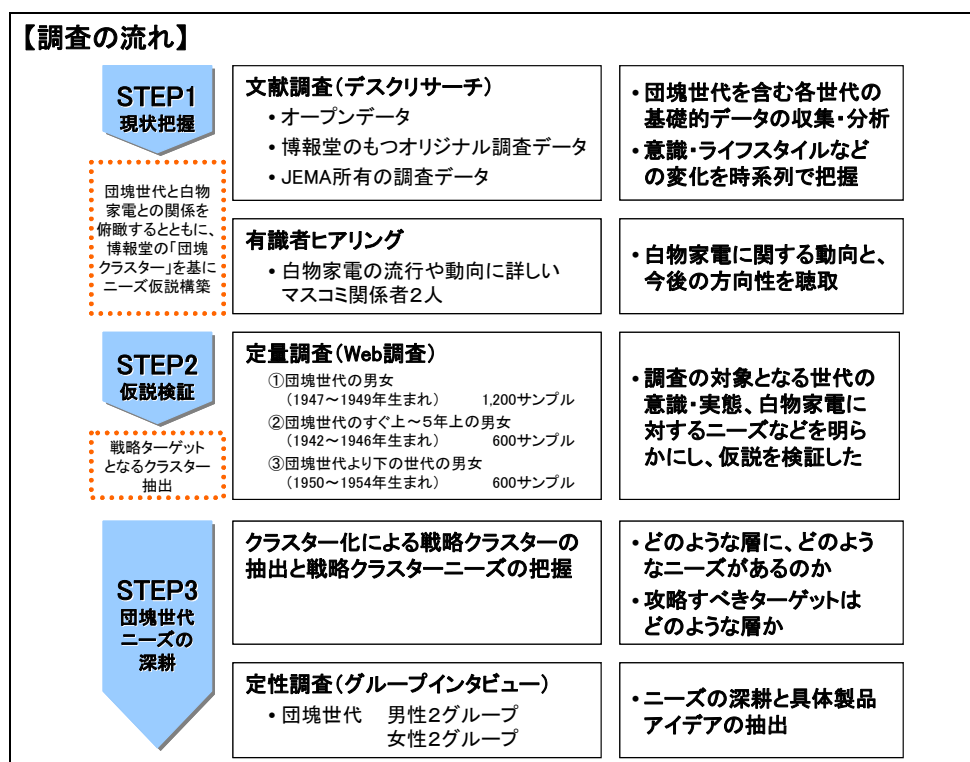 【調査の流れ】
STEP1
現状把握
団塊世代と白物
家電との関係を
俯瞰するとともに、
博報堂の「団塊
クラスター」を基に
ニーズ仮説構築
文献調査(デスクリサーチ)
・オープンデータ
・博報堂のもつオリジナル調査データ
・JEMA所有の調査データ
・団塊世代を含む各世代の
基礎的データの収集・分析
・意識・ライフスタイルなど
の変化を時系列で把握
有識者ヒアリング
・白物家電の流行や動向に詳しい
マスコミ関係者2人
・白物家電に関する動向と、
今後の方向性を聴取
STEP2
仮説検証
戦略ターゲット
となるクラスター
抽出
定量調査(Web調査)
①団塊世代の男女
(1947~1949年生まれ) 1,200サンプル
②団塊世代のすぐ上~5年上の男女
(1942~1946年生まれ) 600サンプル
③団塊世代より下の世代の男女
(1950~1954年生まれ) 600サンプル
・調査の対象となる世代の
意識・実態、白物家電に
対するニーズなどを明ら
かにし、仮説を検証した
STEP3
団塊世代
ニーズの
深耕
クラスター化による戦略クラスターの
抽出と戦略クラスターニーズの把握
・どのような層に、どのよう
なニーズがあるのか
・攻略すべきターゲットは
どのような層か
定性調査(グループインタビュー)
・団塊世代 男性2グループ
女性2グループ
・ニーズの深耕と具体製品
アイデアの抽出